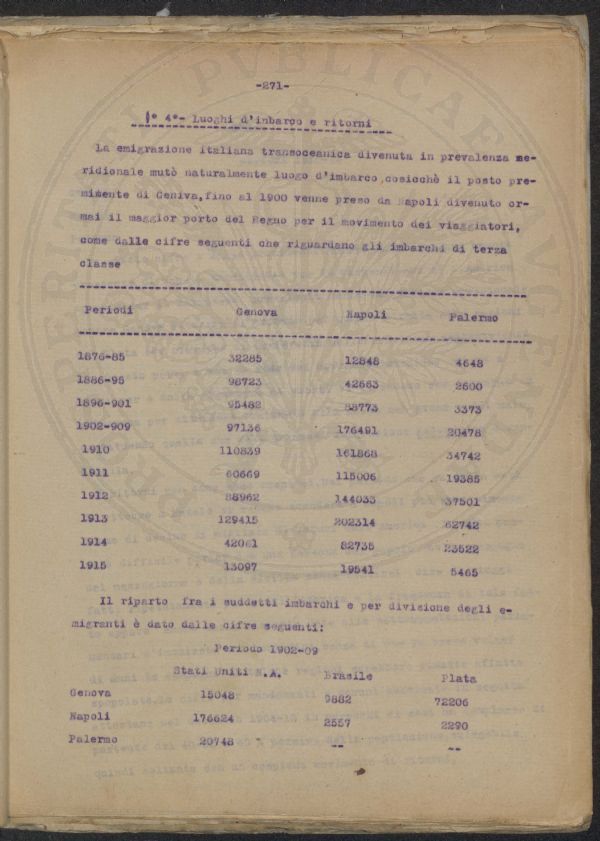 -271-
§° 4°- Luoghi d'inbarco e ritorni
La emigrazione italiana transoceanica divenuta in prevalenza me-
ridionale mutò naturalmente luogo d'imbarco,cosicchè il posto pre-
minente di Geniva,fino al 1900 venne preso da Napoli divenuto or-
mai il maggior porto del Regno per il movimento dei viaggiatori,
come dalle cifre seguenti che riguardano gli imbarchi di terza
classe
Periodi Genova Napoli Palermo
1876-85 32285 12848 4648
1886-95 98723 42663 2600
1896-901 95482 88773 3373
1902-909 97136 176491 20478
1910 110839 161868 34742
1911 60669 115006 19385
1912 88962 144033 37501
1913 129415 202314 62742
1914 42061 82735 23522
1915 13097 19541 5465
Il riparto fra i suddetti imbarchi e per divisione degli e-
migranti è dato dalle cifre seguenti:
Periodo 1902-09
Stati Uniti .A. Brasile Plata
Genova 15048 9882 72206
Napoli 176624 2557 2290
Palermo 20748 -- --